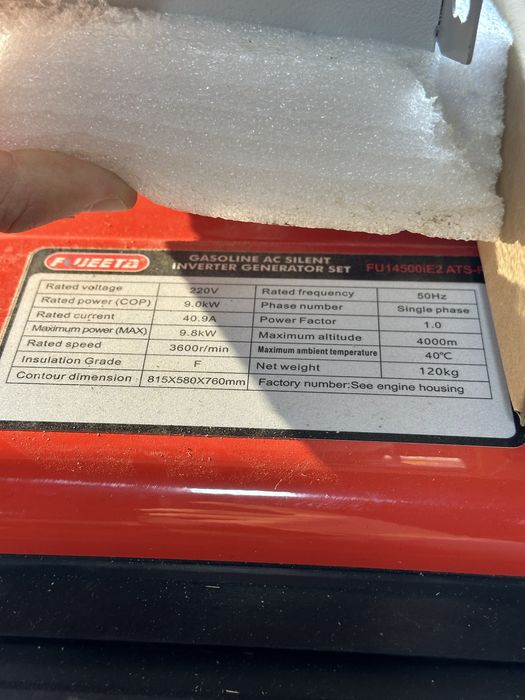 FUJEETA
GASOLINE AC SILENT
INVERTER GENERATOR SET FU14500iE2 ATS-
Rated voltage 220V Rated frequency 50Hz
Rated power (COP) 9.0kW Phase number Single phase
Rated current 40.9A Power Factor 1.0
Maximum power (MAX) 9.8kW Maximum altitude 4000m
Rated speed 3600r/min Maximum ambient temperature 40℃
Insulation Grade F Net weight 120kg
Contour dimension 815X580X760mm Factory number:See engine housing